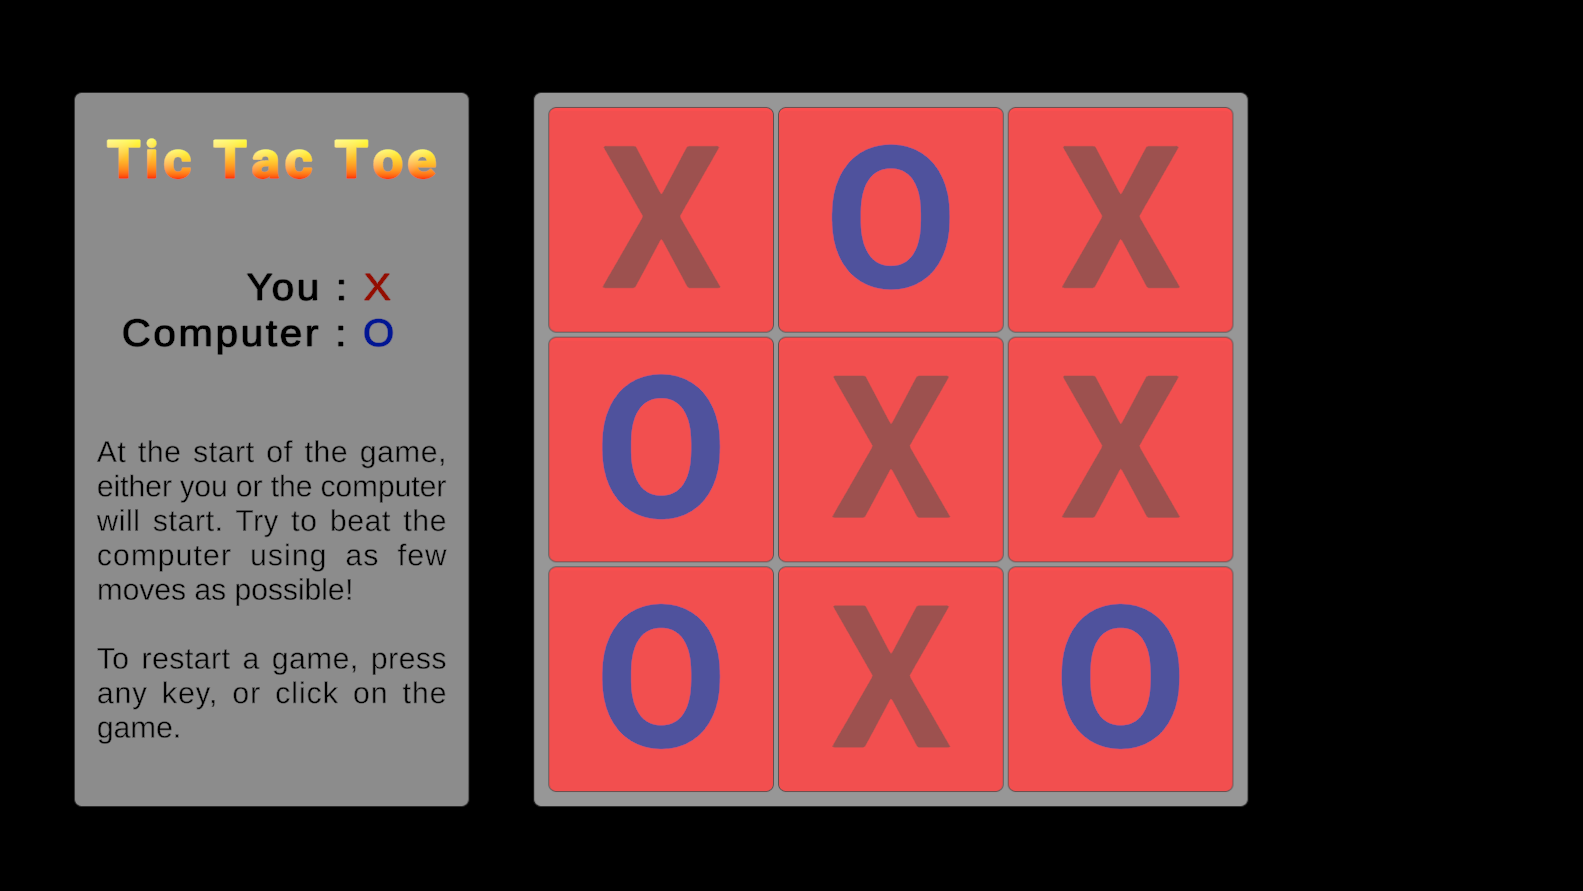 Tic Tac Toe
You : X
Computer : O
At the start of the game,
either you or the computer
will start. Try to beat the
computer using as few
moves as possible!
To restart a game, press
any key, or click on the
game.
X O X
O X X
O X O